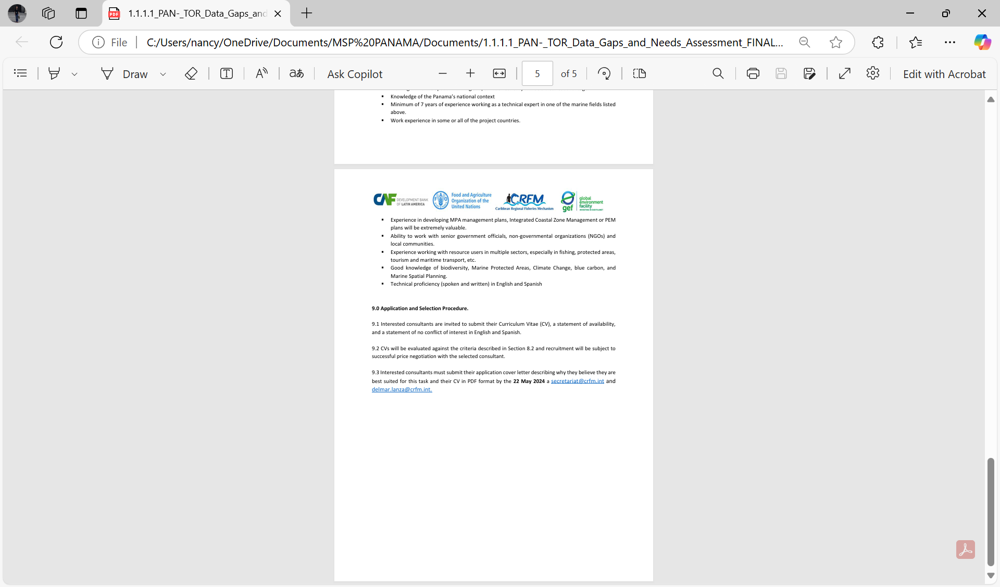 1.1.1.1_PAN-_TOR_Data_Gaps_and
File
C:/Users/nancy/OneDrive/Documents/MSP%20PANAMA/Documents/1.1.1.1_PAN-_TOR_Data_Gaps_and_Needs_Assessment_FINAL...
Draw
Ask Copilot
5 of 5
Edit with Acrobat
▪ Knowledge of the Panama's national context
▪ Minimum of 7 years of experience working as a technical expert in one of the marine fields listed
above.
▪ Work experience in some or all of the project countries.
CAF DEVELOPMENT BANK
OF LATIN AMERICA
FAO
Food and Agriculture
Organization of the
United Nations
CRFM
Caribbean Regional Fisheries Mechanism
gef
global
environment
facility
INVESTING IN OUR PLANET
▪ Experience in developing MPA management plans, Integrated Coastal Zone Management or PEM
plans will be extremely valuable.
▪ Ability to work with senior government officials, non-governmental organizations (NGOs) and
local communities.
▪ Experience working with resource users in multiple sectors, especially in fishing, protected areas,
tourism and maritime transport, etc.
▪ Good knowledge of biodiversity, Marine Protected Areas, Climate Change, blue carbon, and
Marine Spatial Planning.
▪ Technical proficiency (spoken and written) in English and Spanish
9.0 Application and Selection Procedure.
9.1 Interested consultants are invited to submit their Curriculum Vitae (CV), a statement of availability,
and a statement of no conflict of interest in English and Spanish.
9.2 CVs will be evaluated against the criteria described in Section 8.2 and recruitment will be subject to
successful price negotiation with the selected consultant.
9.3 Interested consultants must submit their application cover letter describing why they believe they are
best suited for this task and their CV in PDF format by the 22 May 2024 a secretariat@crfm.int and
delmar.lanza@crfm.int.